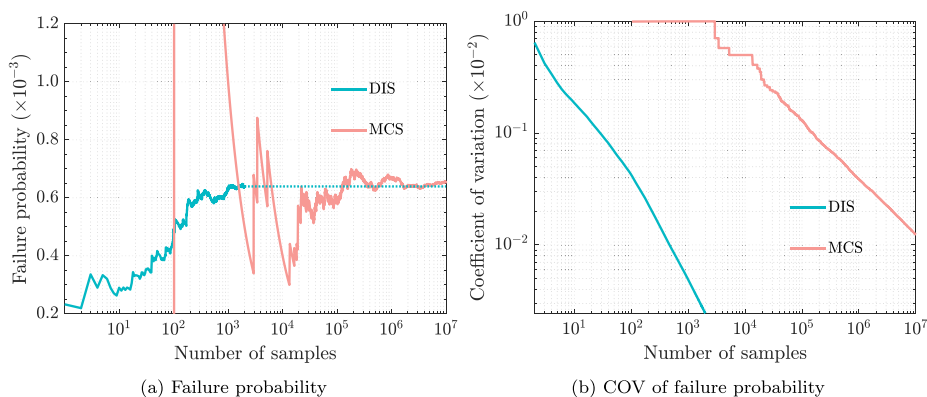 Failure probability (×10⁻³)
1.2
1.0
0.8
0.6
0.4
0.2
DIS
MCS
10¹ 10² 10³ 10⁴ 10⁵ 10⁶ 10⁷
Number of samples
(a) Failure probability
Coefficient of variation (×10⁻²)
10⁰
10⁻¹
10⁻²
DIS
MCS
10¹ 10² 10³ 10⁴ 10⁵ 10⁶ 10⁷
Number of samples
(b) COV of failure probability